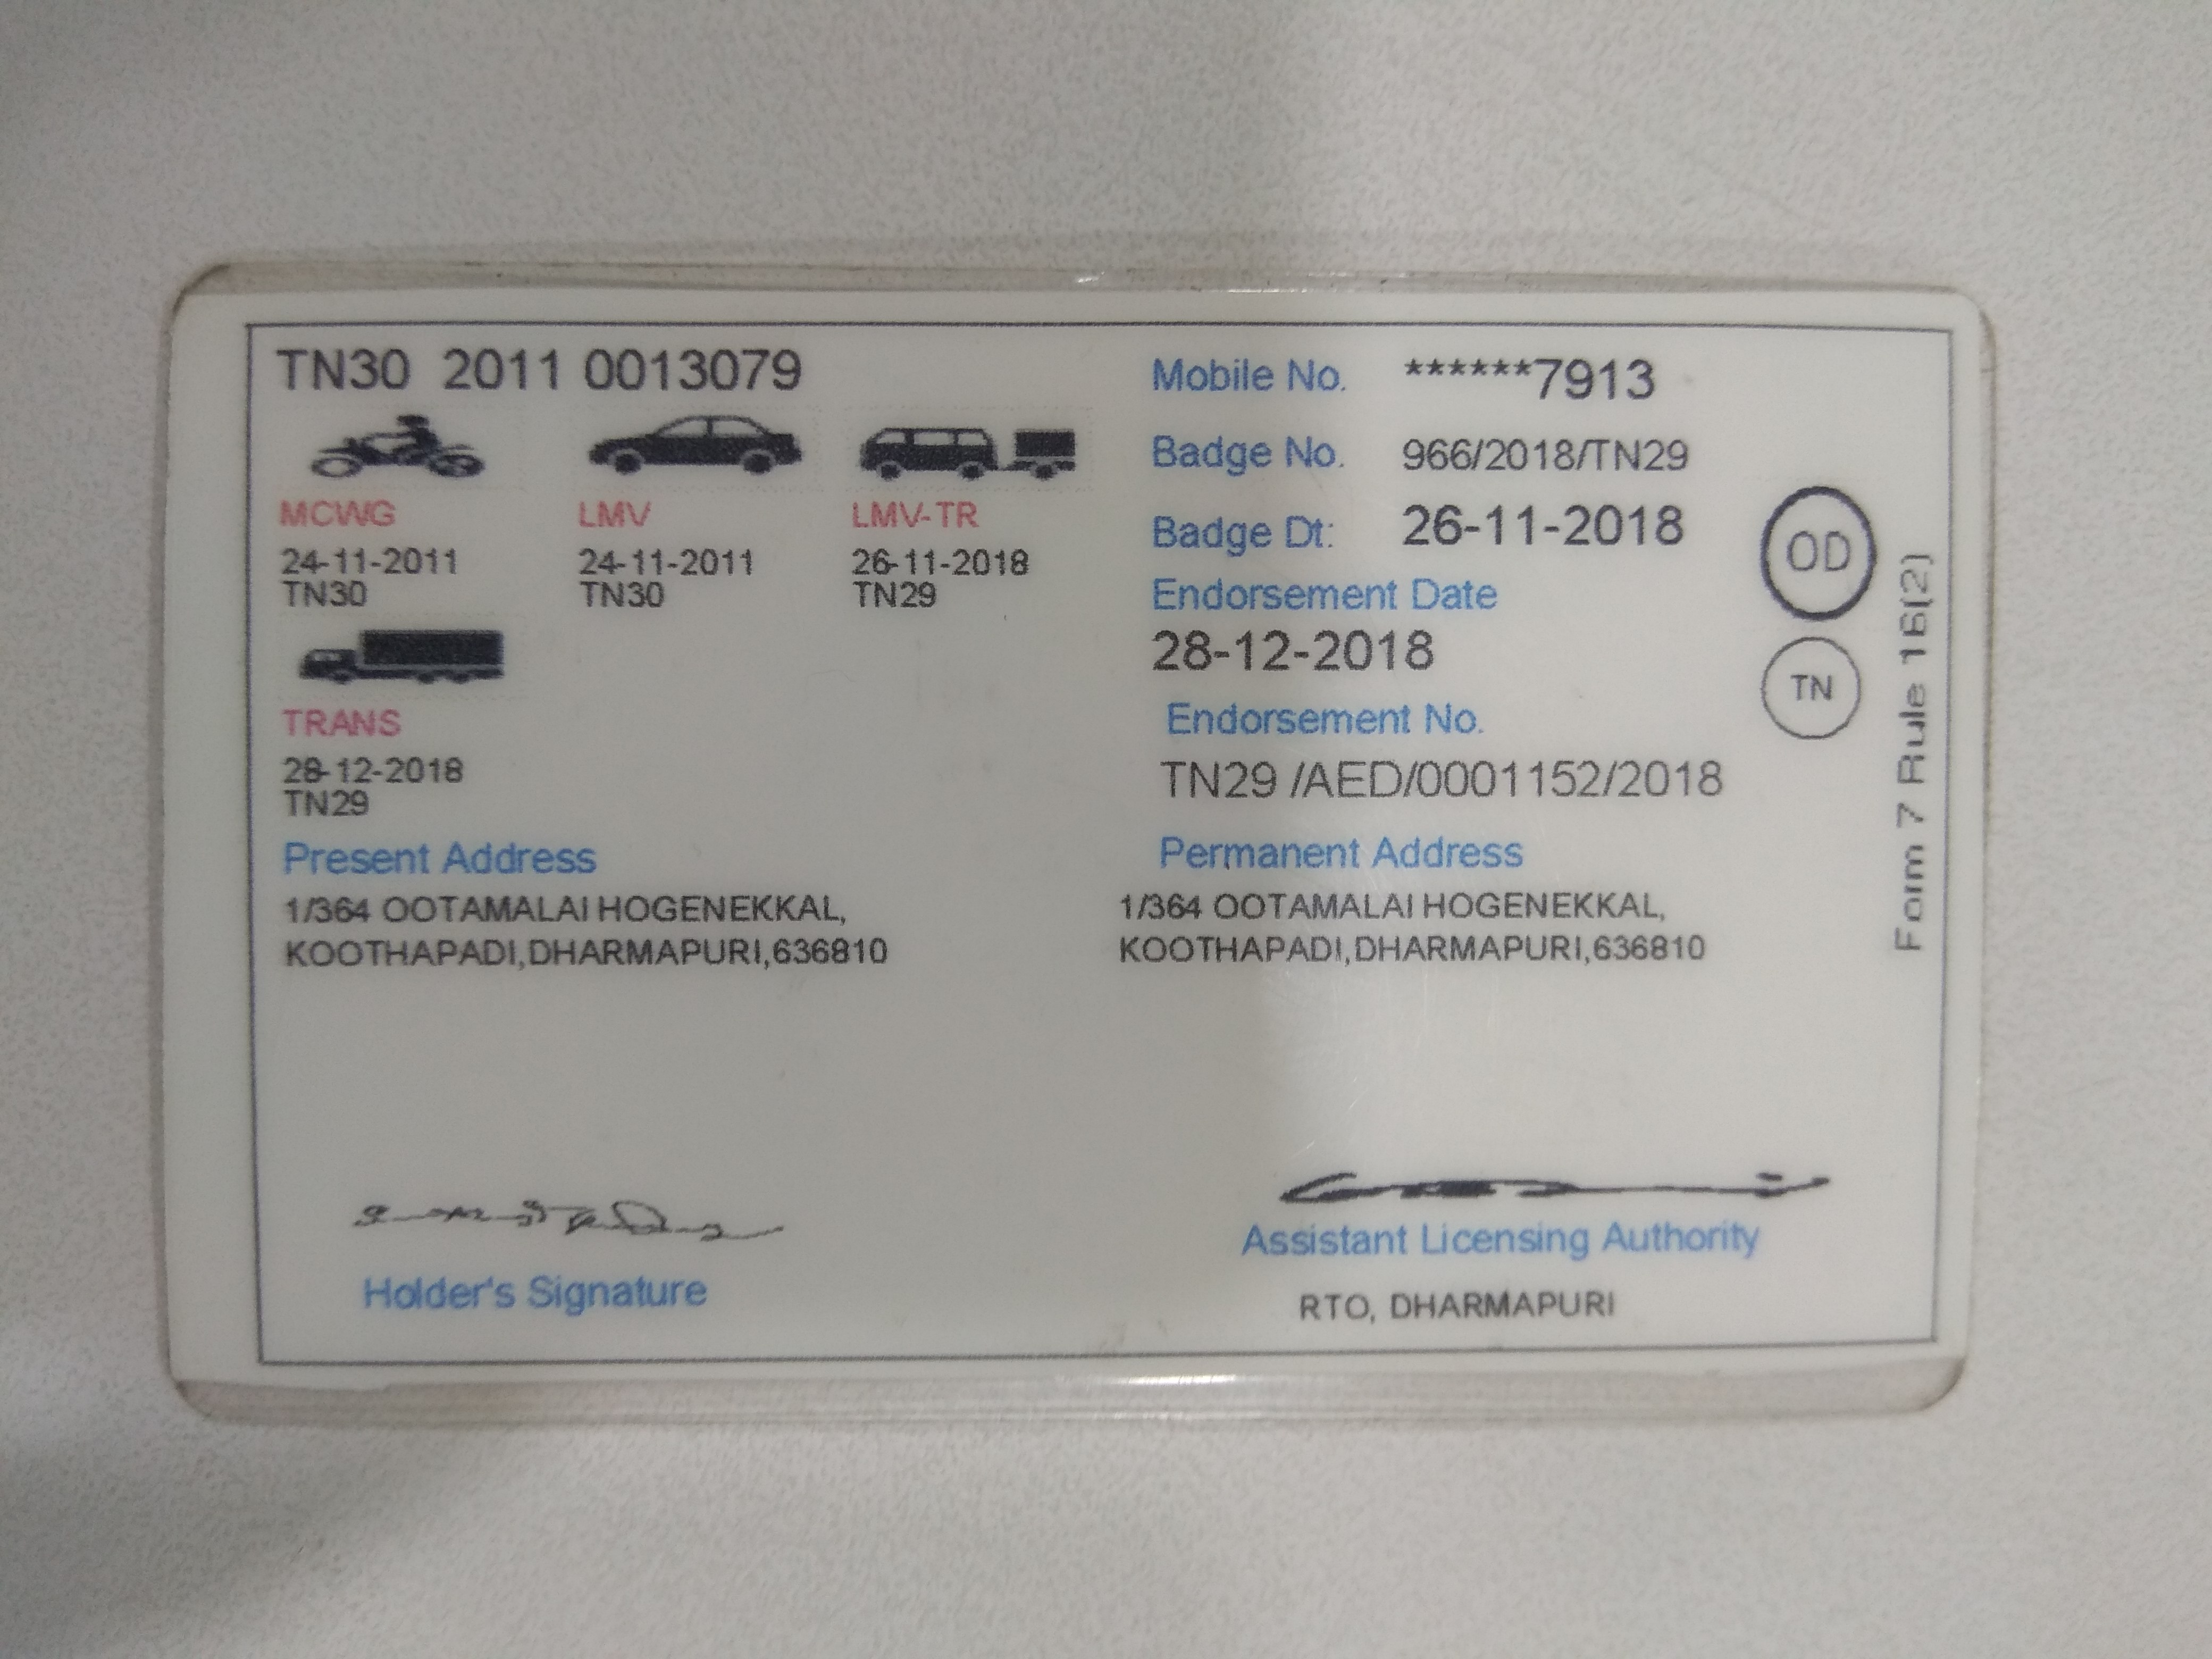 TN30 2011 0013079
MCWG LMV LMV-TR
24-11-2011 24-11-2011 26-11-2018
TN30 TN30 TN29
TRANS
28-12-2018
TN29
Mobile No. ******7913
Badge No. 966/2018/TN29
Badge Dt: 26-11-2018
Endorsement Date
28-12-2018
Endorsement No.
TN29 /AED/0001152/2018
OD
TN
Form 7 Rule 16(2)
Present Address
1/364 OOTAMALAI HOGENEKKAL,
KOOTHAPADI,DHARMAPURI,636810
Permanent Address
1/364 OOTAMALAI HOGENEKKAL,
KOOTHAPADI,DHARMAPURI,636810
Holder's Signature
Assistant Licensing Authority
RTO, DHARMAPURI